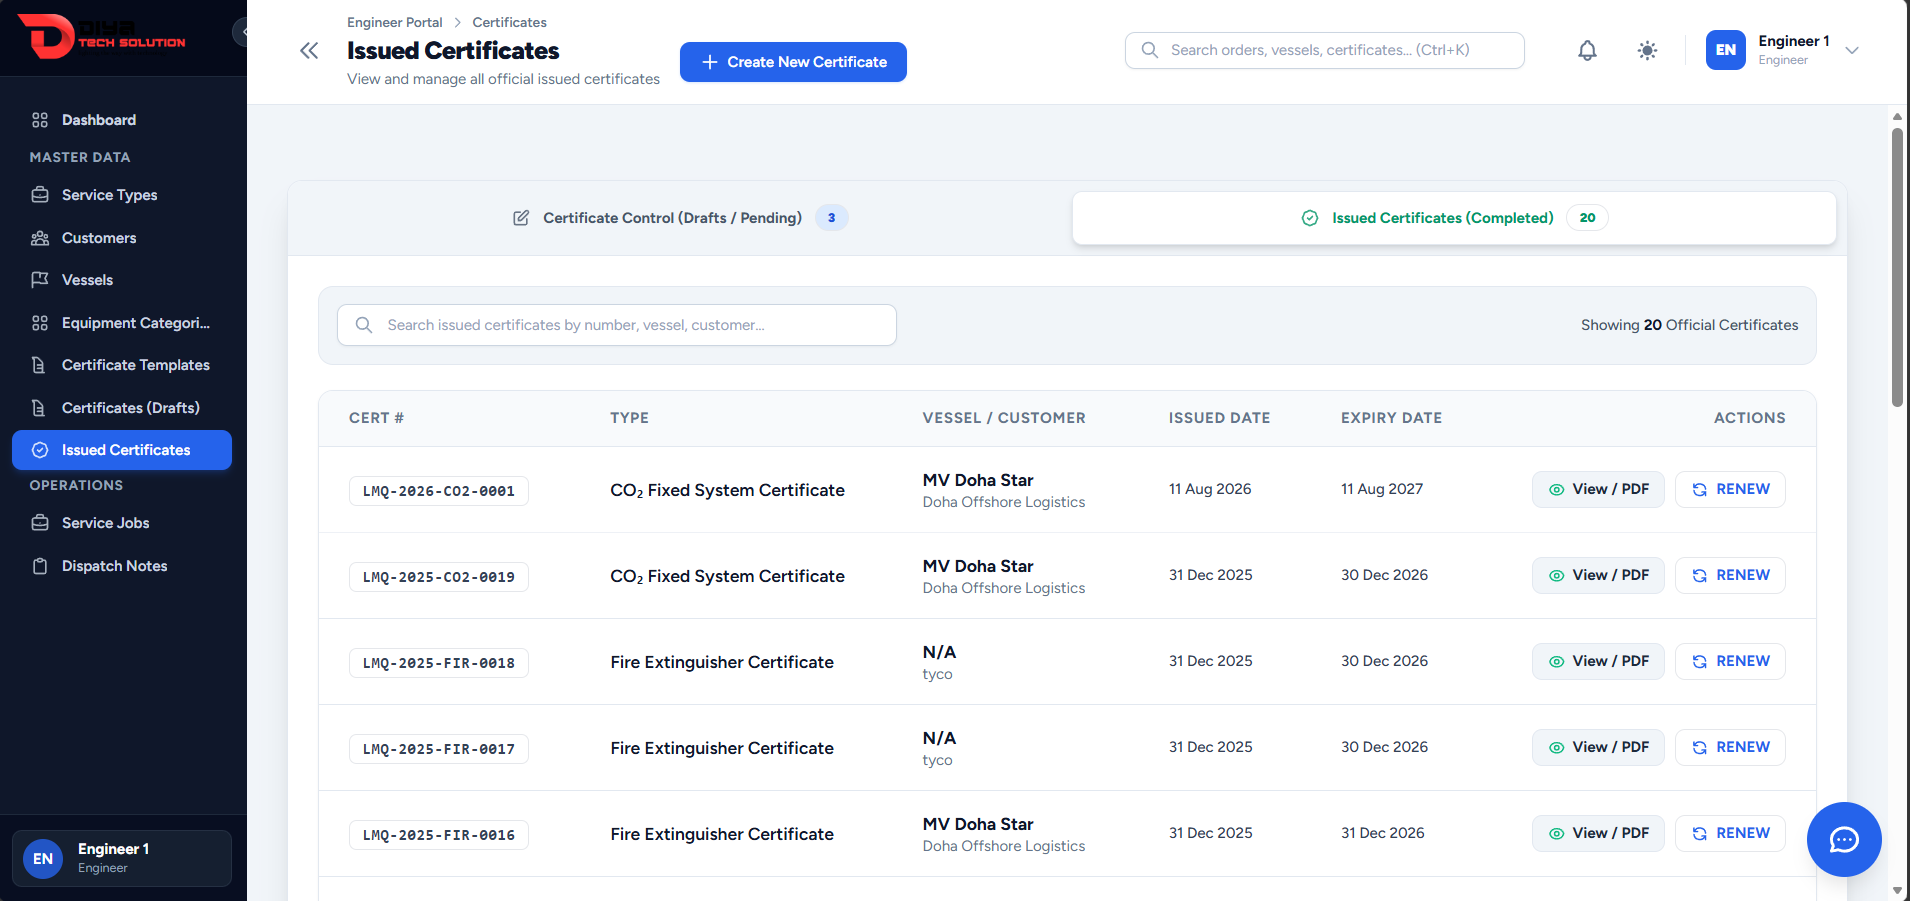 DIYA
TECH SOLUTION
Dashboard
MASTER DATA
Service Types
Customers
Vessels
Equipment Categori...
Certificate Templates
Certificates (Drafts)
Issued Certificates
OPERATIONS
Service Jobs
Dispatch Notes
EN
Engineer 1
Engineer
Engineer Portal > Certificates
Issued Certificates
View and manage all official issued certificates
+ Create New Certificate
Search orders, vessels, certificates... (Ctrl+K)
EN
Engineer 1
Engineer
Certificate Control (Drafts / Pending) 3
Issued Certificates (Completed) 20
Search issued certificates by number, vessel, customer...
Showing 20 Official Certificates
CERT # TYPE VESSEL / CUSTOMER ISSUED DATE EXPIRY DATE ACTIONS
LMQ-2026-CO2-0001 CO₂ Fixed System Certificate MV Doha Star 11 Aug 2026 11 Aug 2027 View / PDF RENEW
Doha Offshore Logistics
LMQ-2025-CO2-0019 CO₂ Fixed System Certificate MV Doha Star 31 Dec 2025 30 Dec 2026 View / PDF RENEW
Doha Offshore Logistics
LMQ-2025-FIR-0018 Fire Extinguisher Certificate N/A 31 Dec 2025 30 Dec 2026 View / PDF RENEW
tyco
LMQ-2025-FIR-0017 Fire Extinguisher Certificate N/A 31 Dec 2025 30 Dec 2026 View / PDF RENEW
tyco
LMQ-2025-FIR-0016 Fire Extinguisher Certificate MV Doha Star 31 Dec 2025 31 Dec 2026 View / PDF RENEW
Doha Offshore Logistics